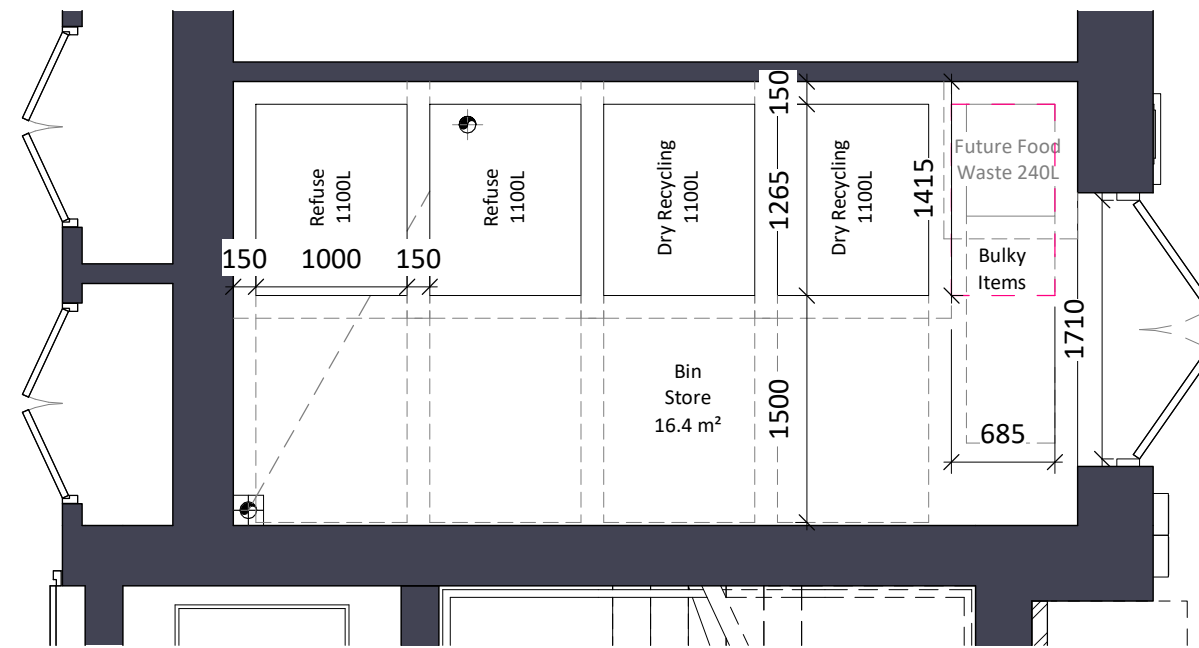 150
Future Food
Waste 240L
Refuse
1100L
Refuse
1100L
Dry Recycling
1100L
1265
Dry Recycling
1100L
1415
150
1000
150
Bulky
Items
1710
Bin
Store
16.4 m²
1500
685